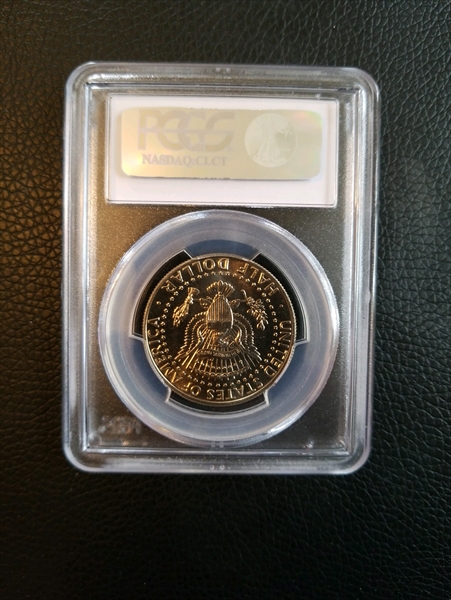 PCGS
NASDAQ:CLCT
UNITED STATES OF AMERICA
HALF DOLLAR